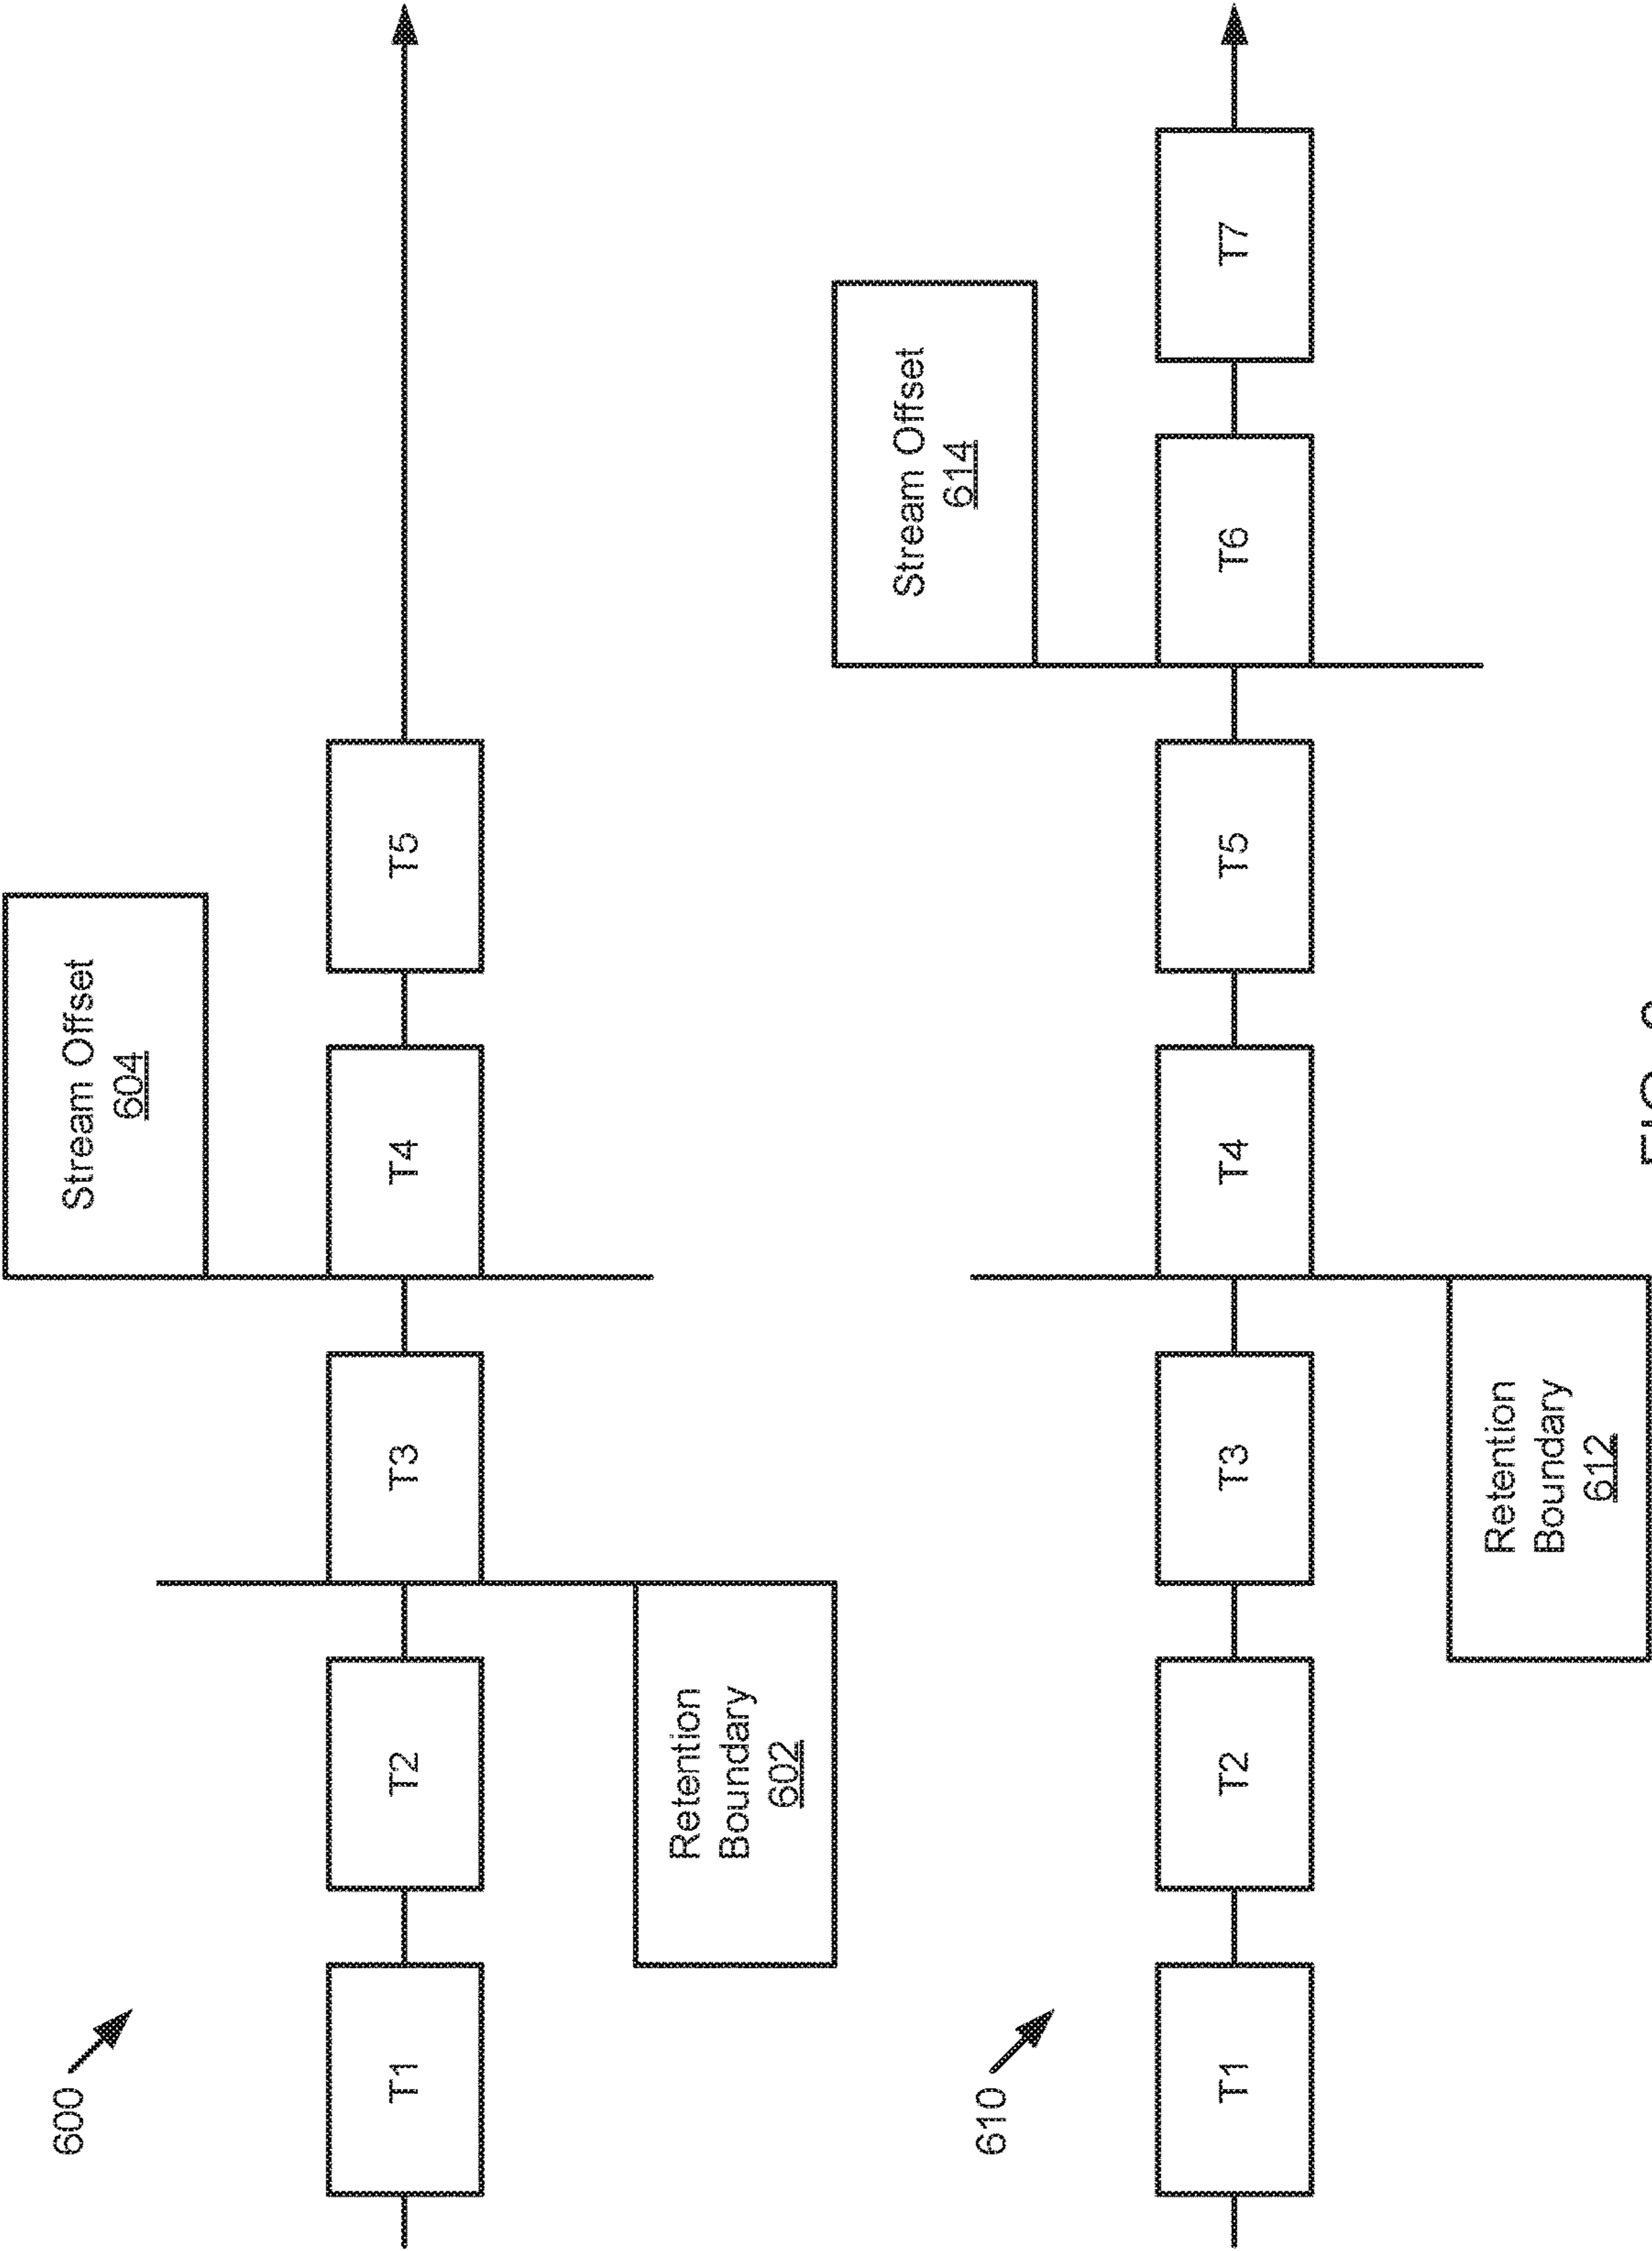 600
Stream Offset
604
T1
T2
T3
T4
T5
Retention
Boundary
602
610
Stream Offset
614
T1
T2
T3
T4
T5
T6
T7
Retention
Boundary
612